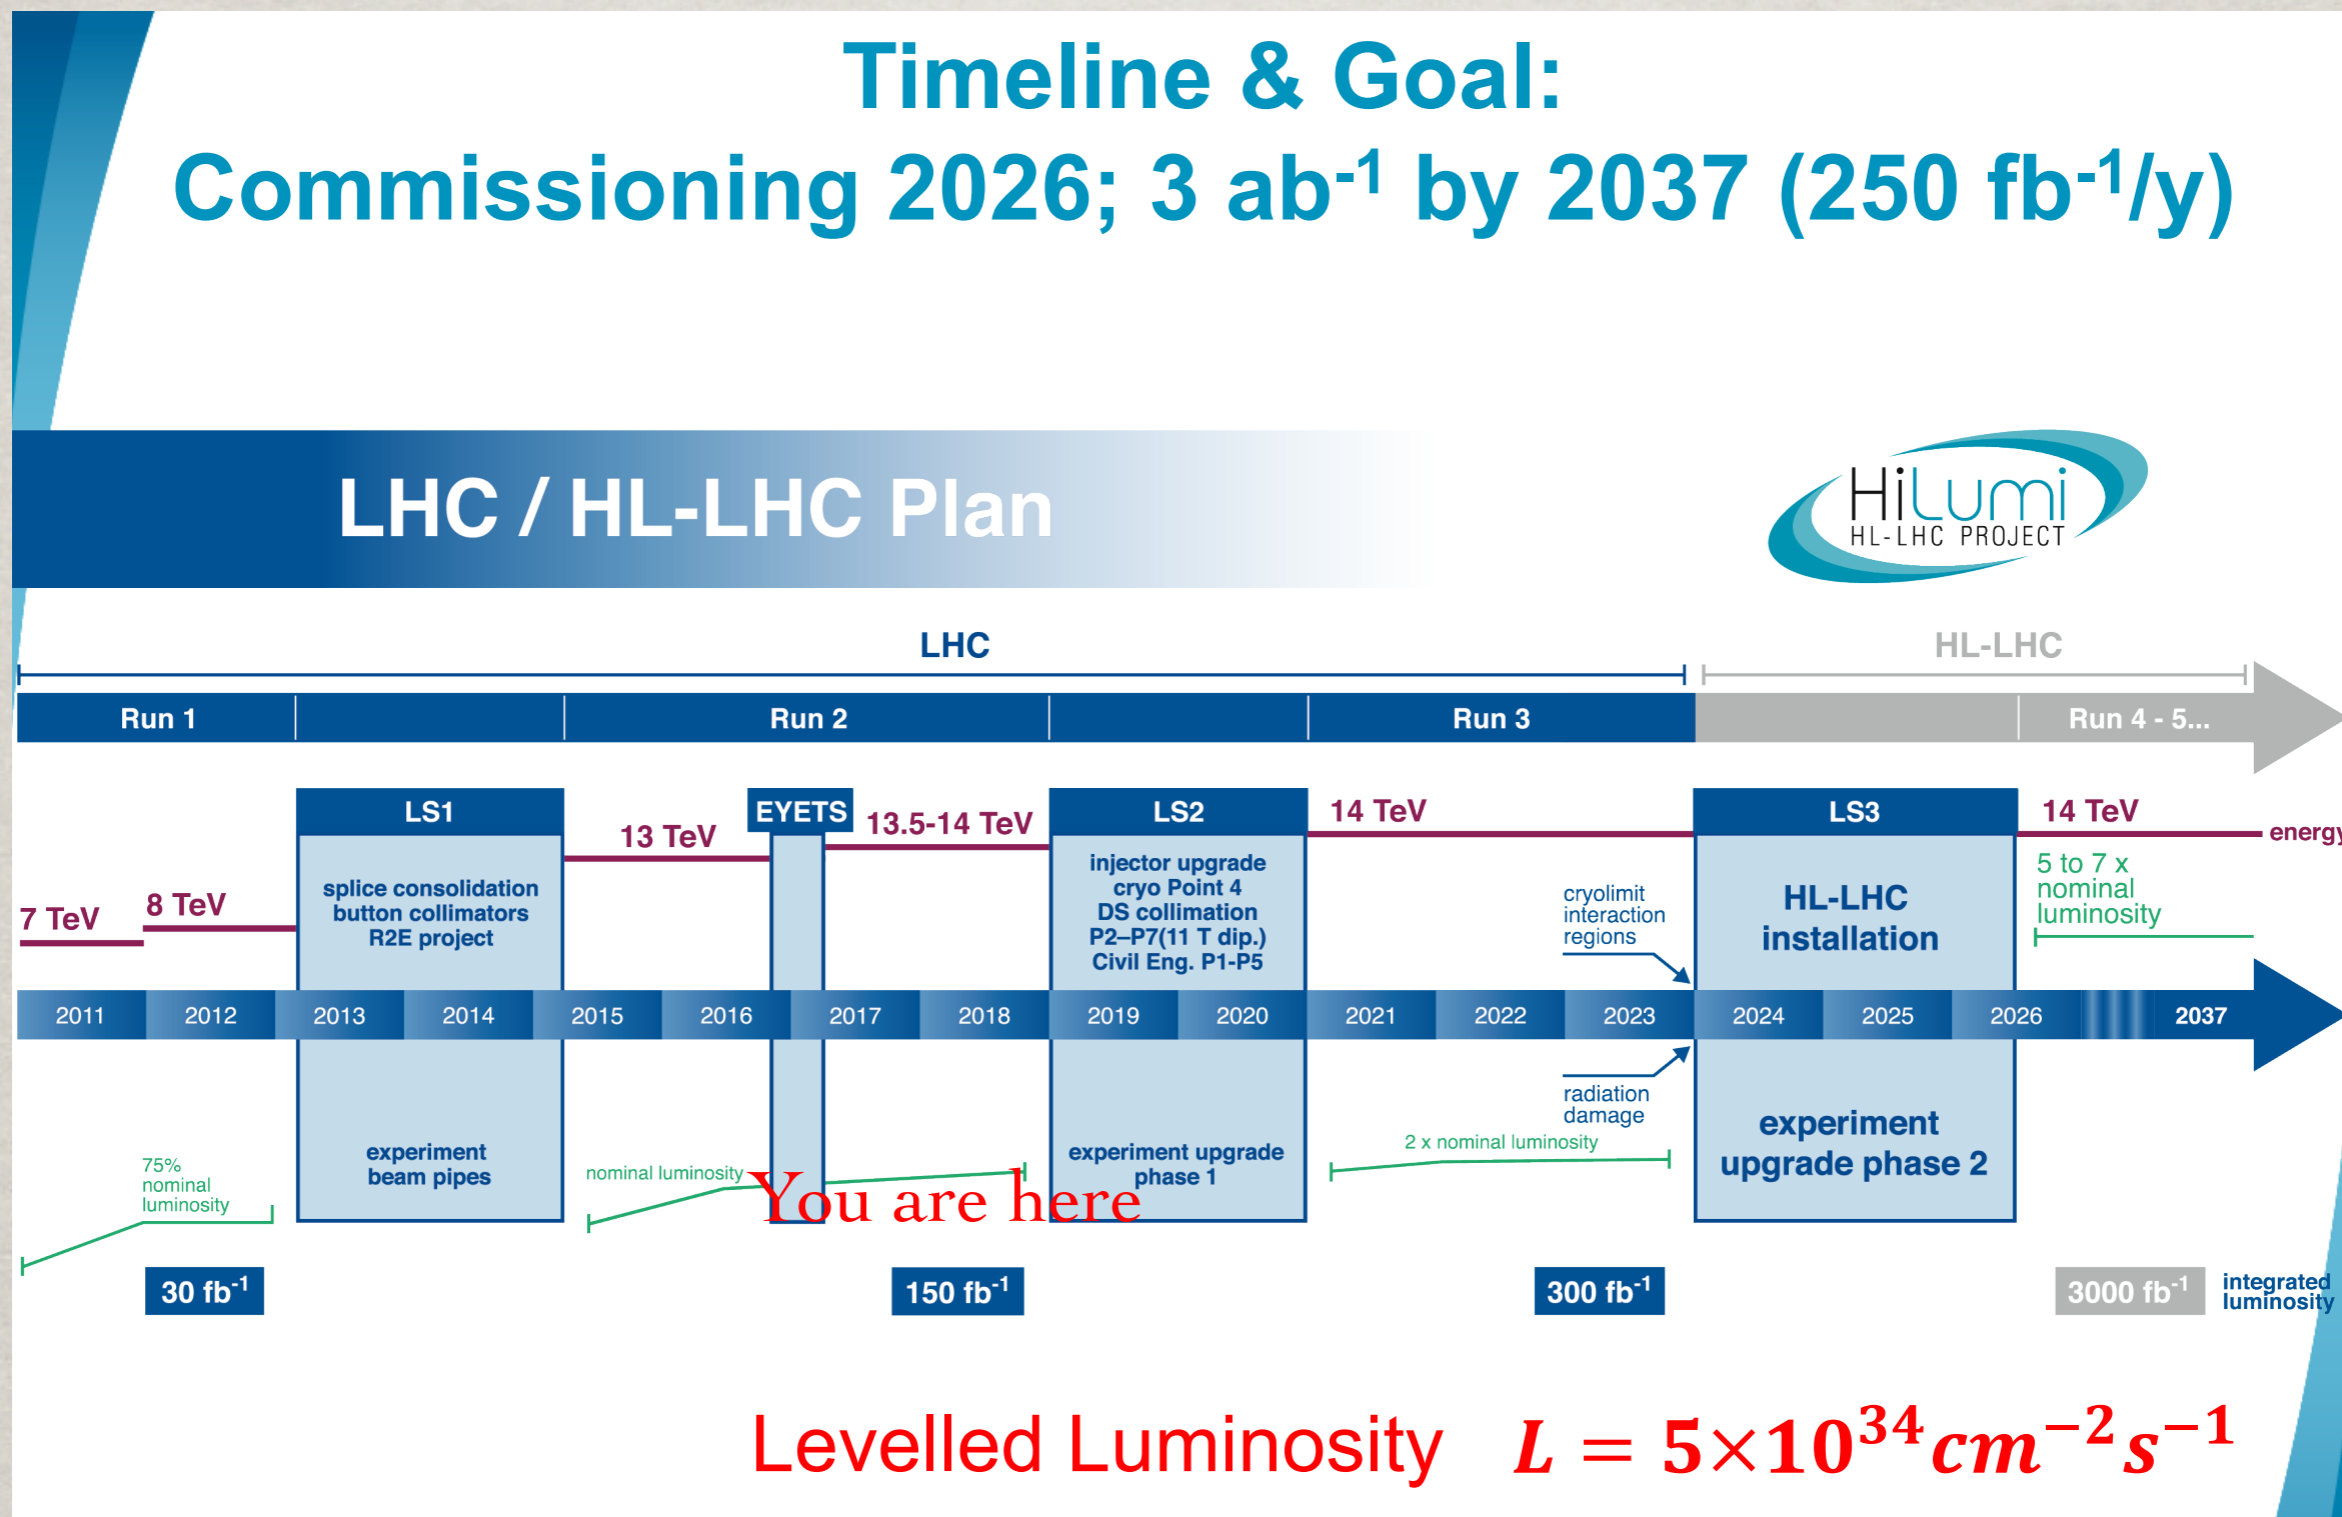 Timeline & Goal:
Commissioning 2026; 3 ab⁻¹ by 2037 (250 fb⁻¹/y)
LHC / HL-LHC Plan
HiLumi
HL-LHC PROJECT
LHC
HL-LHC
Run 1
Run 2
Run 3
Run 4 - 5...
LS1
EYETS
LS2
LS3
7 TeV
8 TeV
13 TeV
13.5-14 TeV
14 TeV
14 TeV
energy
splice consolidation
button collimators
R2E project
injector upgrade
cryo Point 4
DS collimation
P2–P7(11 T dip.)
Civil Eng. P1-P5
cryolimit
interaction
regions
HL-LHC
installation
5 to 7 x
nominal
luminosity
2011
2012
2013
2014
2015
2016
2017
2018
2019
2020
2021
2022
2023
2024
2025
2026
2037
75%
nominal
luminosity
experiment
beam pipes
nominal luminosity
You are here
experiment upgrade
phase 1
2 x nominal luminosity
radiation
damage
experiment
upgrade phase 2
30 fb⁻¹
150 fb⁻¹
300 fb⁻¹
3000 fb⁻¹
integrated
luminosity
Levelled Luminosity L = 5×10³⁴cm⁻²s⁻¹